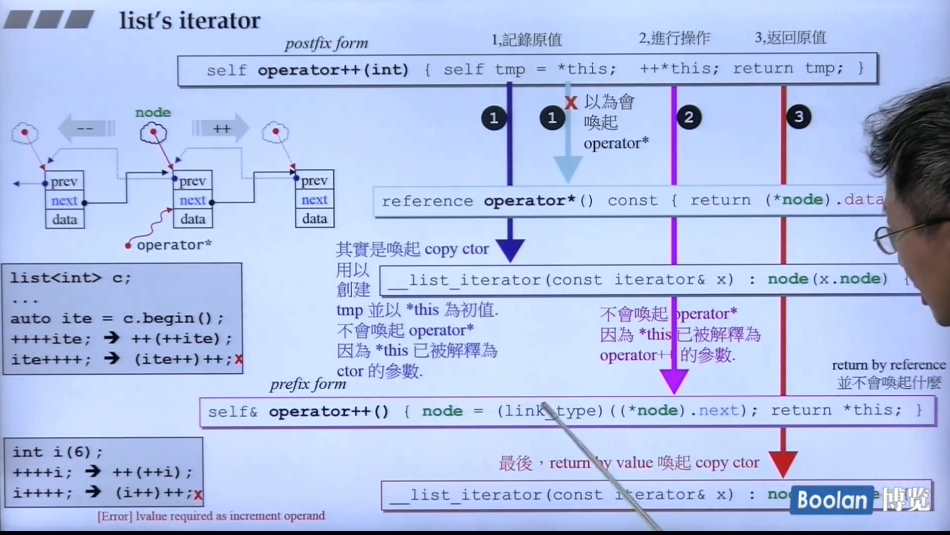 list's iterator
postfix form
1,記錄原值
2,進行操作
3,返回原值
self operator++(int) { self tmp = *this; ++*this; return tmp; }
1
x
1
以為會
喚起
operator*
2
3
node
--
++
prev
next
data
prev
next
data
prev
next
data
operator*
reference operator*() const { return (*node).data
其實是喚起 copy ctor
用以
創建
tmp 並以 *this 為初值.
不會喚起 operator*
因為 *this 已被解釋為
ctor 的參數.
__list_iterator(const iterator& x) : node(x.node) {
不會喚起 operator*
因為 *this 已被解釋為
operator++ 的參數.
list<int> c;
...
auto ite = c.begin();
++++ite; ➔ ++(++ite);
ite++++; ➔ (ite++)++; x
return by reference
並不會喚起什麼
prefix form
self& operator++() { node = (link_type)((*node).next); return *this; }
int i(6);
++++i; ➔ ++(++i);
i++++; ➔ (i++)++; x
[Error] lvalue required as increment operand
最後，return by value 喚起 copy ctor
__list_iterator(const iterator& x) :
Boolan 博览